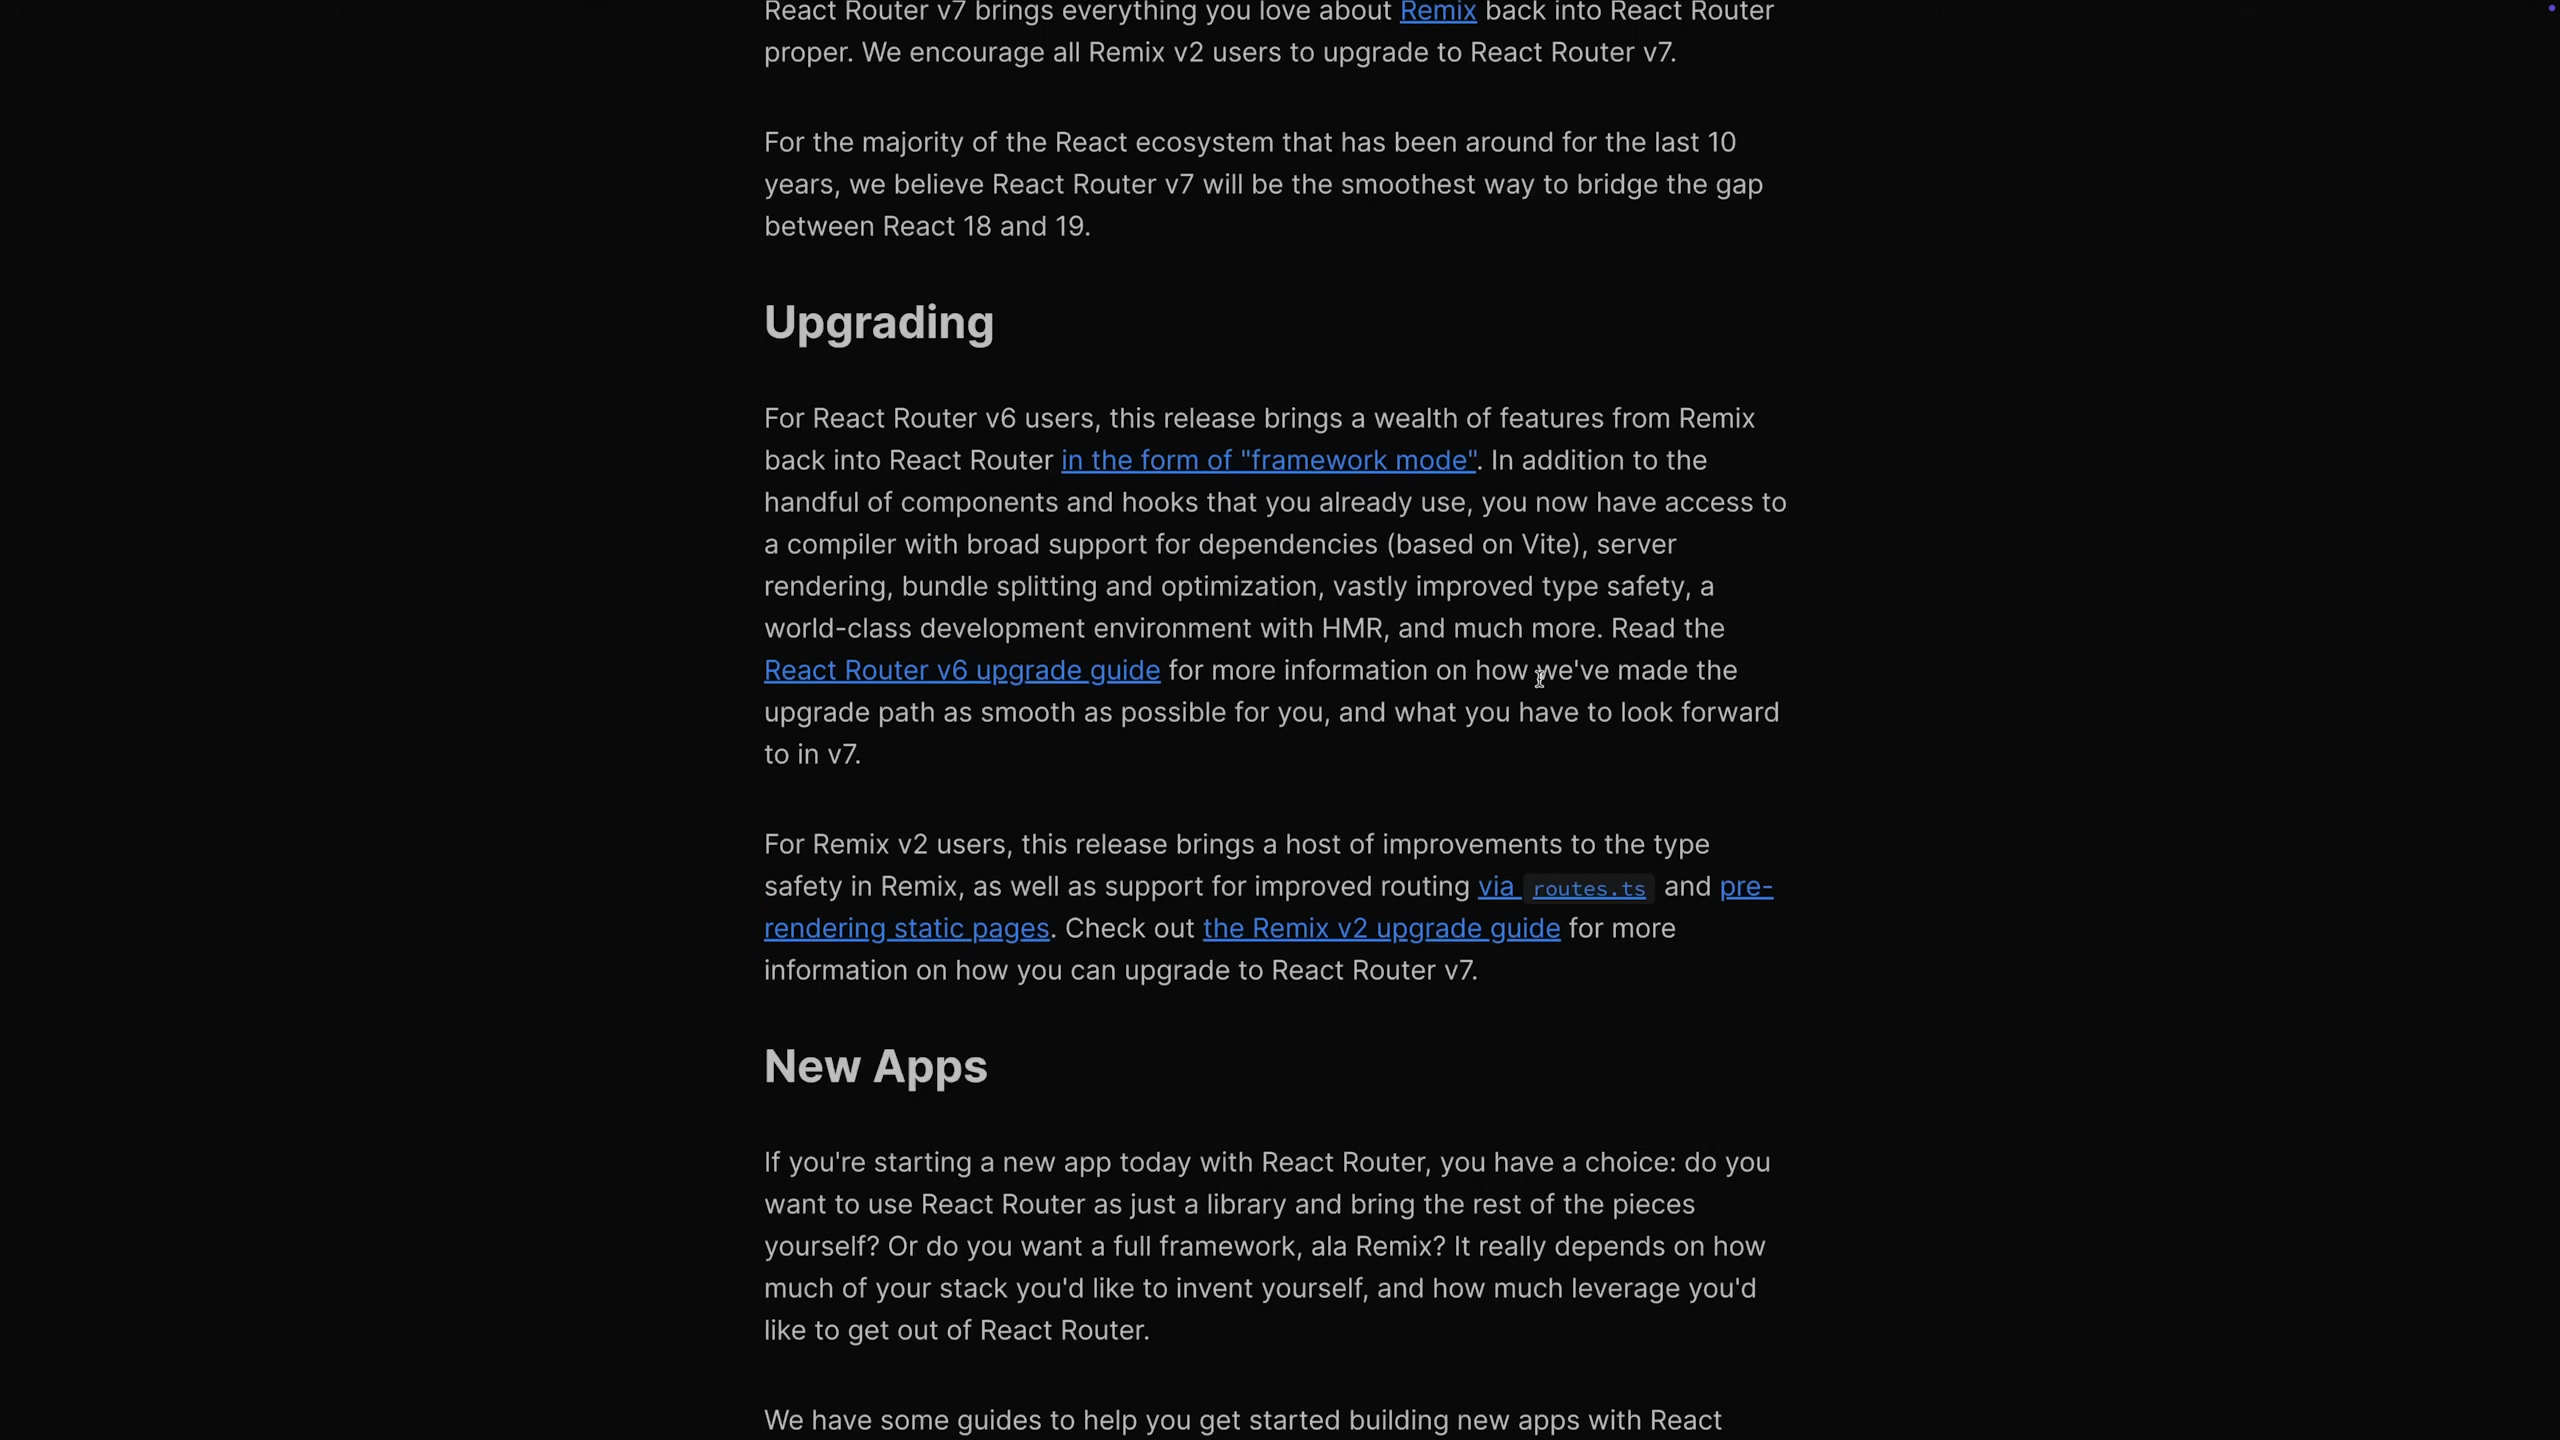 React Router v7 brings everything you love about Remix back into React Router
proper. We encourage all Remix v2 users to upgrade to React Router v7.
For the majority of the React ecosystem that has been around for the last 10
years, we believe React Router v7 will be the smoothest way to bridge the gap
between React 18 and 19.
Upgrading
For React Router v6 users, this release brings a wealth of features from Remix
back into React Router in the form of "framework mode". In addition to the
handful of components and hooks that you already use, you now have access to
a compiler with broad support for dependencies (based on Vite), server
rendering, bundle splitting and optimization, vastly improved type safety, a
world-class development environment with HMR, and much more. Read the
React Router v6 upgrade guide for more information on how we've made the
upgrade path as smooth as possible for you, and what you have to look forward
to in v7.
For Remix v2 users, this release brings a host of improvements to the type
safety in Remix, as well as support for improved routing via routes.ts and pre-
rendering static pages. Check out the Remix v2 upgrade guide for more
information on how you can upgrade to React Router v7.
New Apps
If you're starting a new app today with React Router, you have a choice: do you
want to use React Router as just a library and bring the rest of the pieces
yourself? Or do you want a full framework, ala Remix? It really depends on how
much of your stack you'd like to invent yourself, and how much leverage you'd
like to get out of React Router.
We have some guides to help you get started building new apps with React